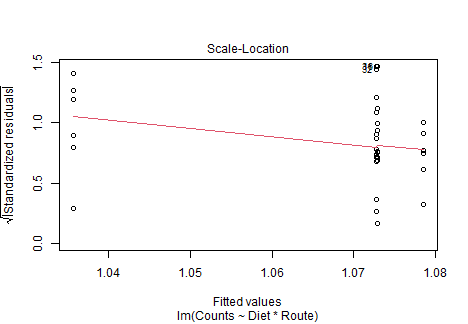 Scale-Location
√|Standardized residuals|
1.5
1.0
0.5
0.0
1.04
1.05
1.06
1.07
1.08
Fitted values
lm(Counts ~ Diet * Route)